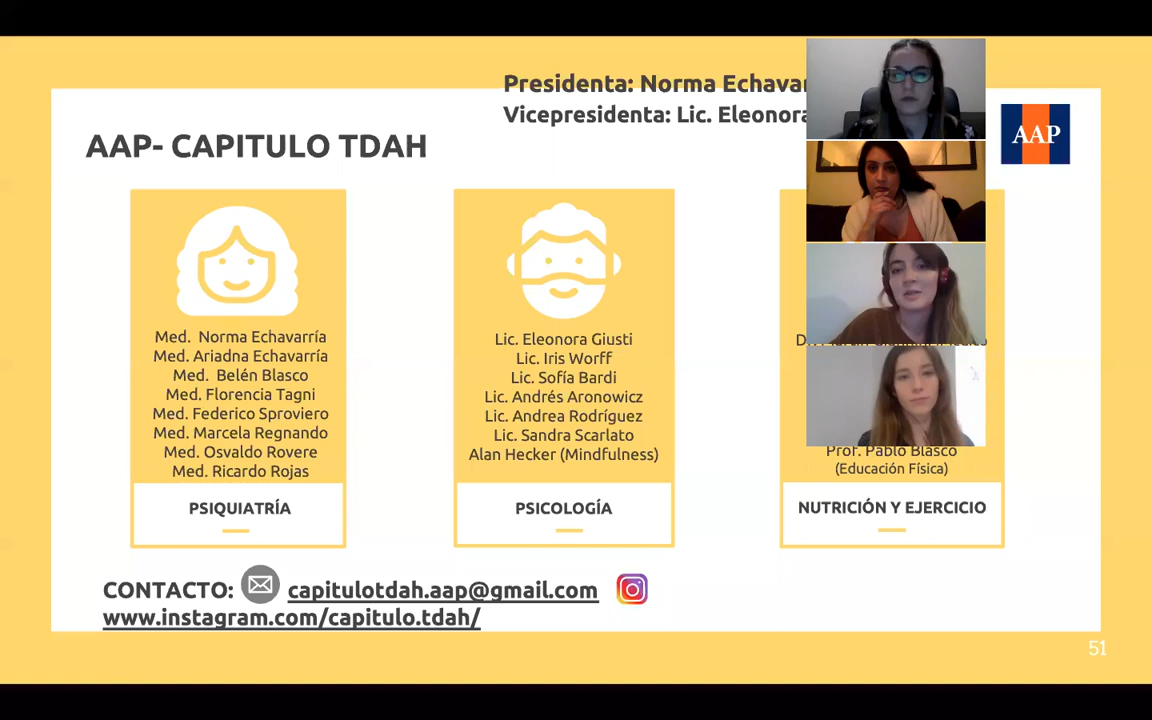 Presidenta: Norma
Vicepresidenta: Lic. Eleonora
AAP- CAPITULO TDAH
AAP
Med. Norma Echavarría
Med. Ariadna Echavarría
Med. Belén Blasco
Med. Florencia Tagni
Med. Federico Sproviero
Med. Marcela Regnando
Med. Osvaldo Rovere
Med. Ricardo Rojas
PSIQUIATRÍA
Lic. Eleonora Giusti
Lic. Iris Worff
Lic. Sofía Bardi
Lic. Andrés Aronowicz
Lic. Andrea Rodríguez
Lic. Sandra Scarlato
Alan Hecker (Mindfulness)
PSICOLOGÍA
Prof. Pablo Blasco
(Educación Física)
NUTRICIÓN Y EJERCICIO
CONTACTO: capitulotdah.aap@gmail.com
www.instagram.com/capitulo.tdah/
51